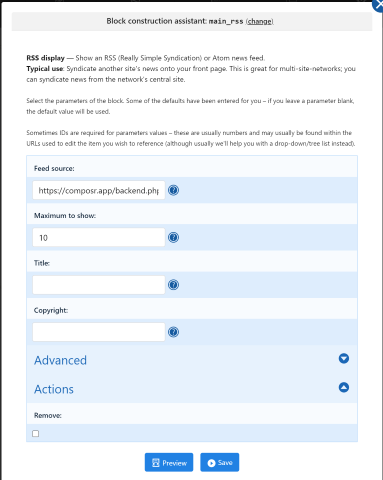 Block construction assistant: main_rss (change)
RSS display — Show an RSS (Really Simple Syndication) or Atom news feed.
Typical use: Syndicate another site's news onto your front page. This is great for multi-site-networks; you
can syndicate news from the network's central site.
Select the parameters of the block. Some of the defaults have been entered for you – if you leave a parameter blank,
the default value will be used.
Sometimes IDs are required for parameters values – these are usually numbers and may usually be found within the
URLs used to edit the item you wish to reference (although usually we'll help you with a drop-down/tree list instead).
Feed source:
https://composr.app/backend.php
Maximum to show:
10
Title:
Copyright:
Advanced
Actions
Remove:
Preview Save